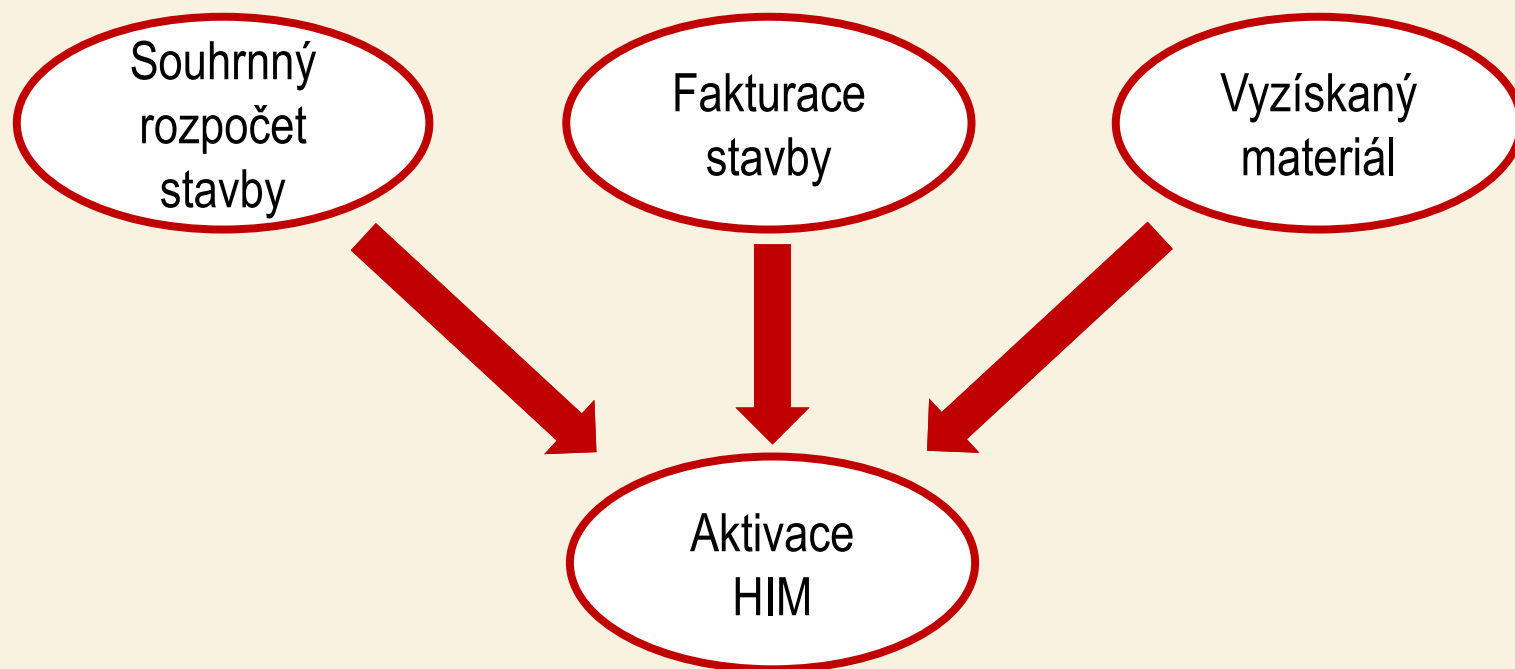 Souhrnný
rozpočet
stavby
Fakturace
stavby
Vyzískaný
materiál
Aktivace
HIM